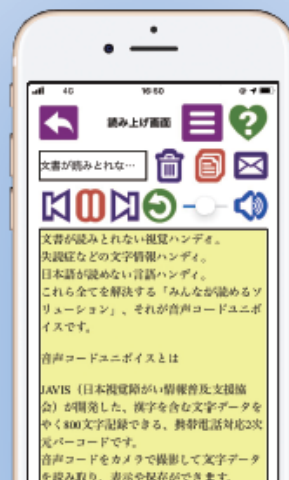 4G 16:50
読み上げ画面
文書が読みとれな…
文書が読みとれない視覚ハンディ。
失読症などの文字情報ハンディ。
日本語が読めない言語ハンディ。
これら全てを解決する「みんなが読めるソ
リューション」、それが音声コードユニボ
イスです。
音声コードユニボイスとは
JAVIS（日本視覚障がい情報普及支援協
会）が開発した、漢字を含む文字データを
やく800文字記録できる、携帯電話対応2次
元バーコードです。
音声コードをカメラで撮影して文字データ
を読み取り、表示や保存ができます。